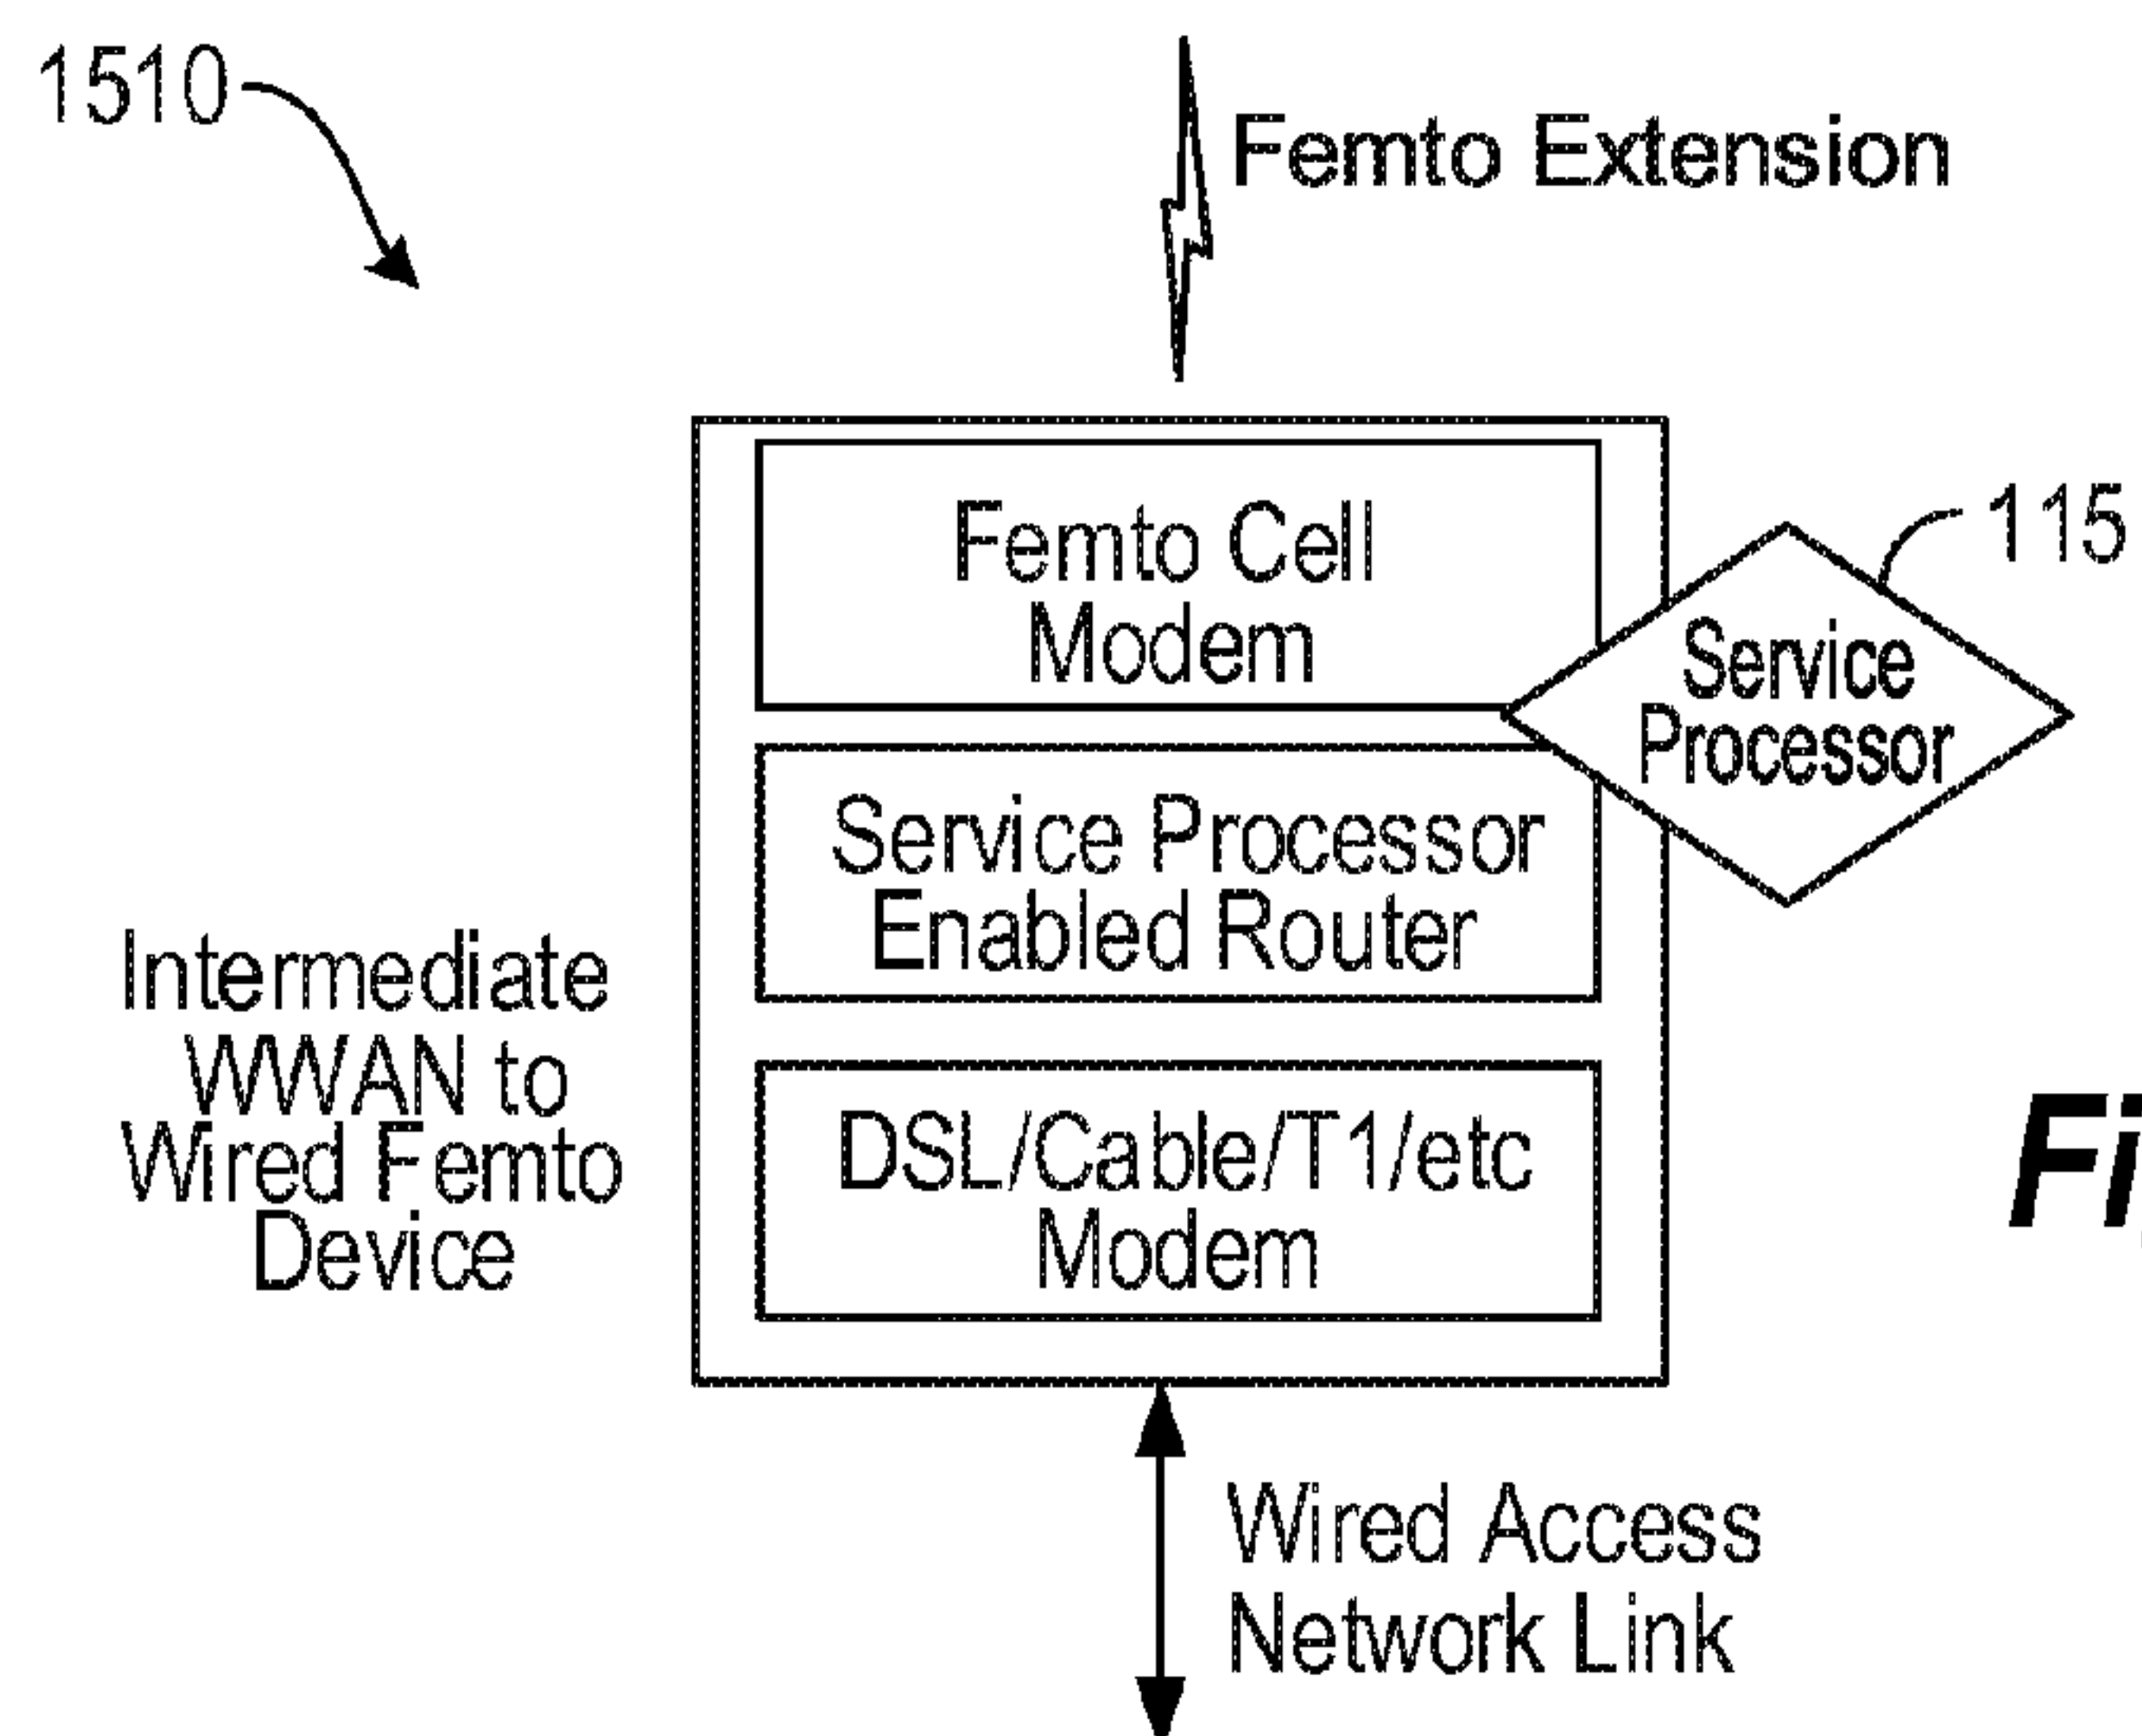 1510
Femto Extension
Femto Cell
Modem
115
Service
Processor
Service Processor
Enabled Router
Intermediate
WWAN to
Wired Femto
Device
DSL/Cable/T1/etc
Modem
Wired Access
Network Link